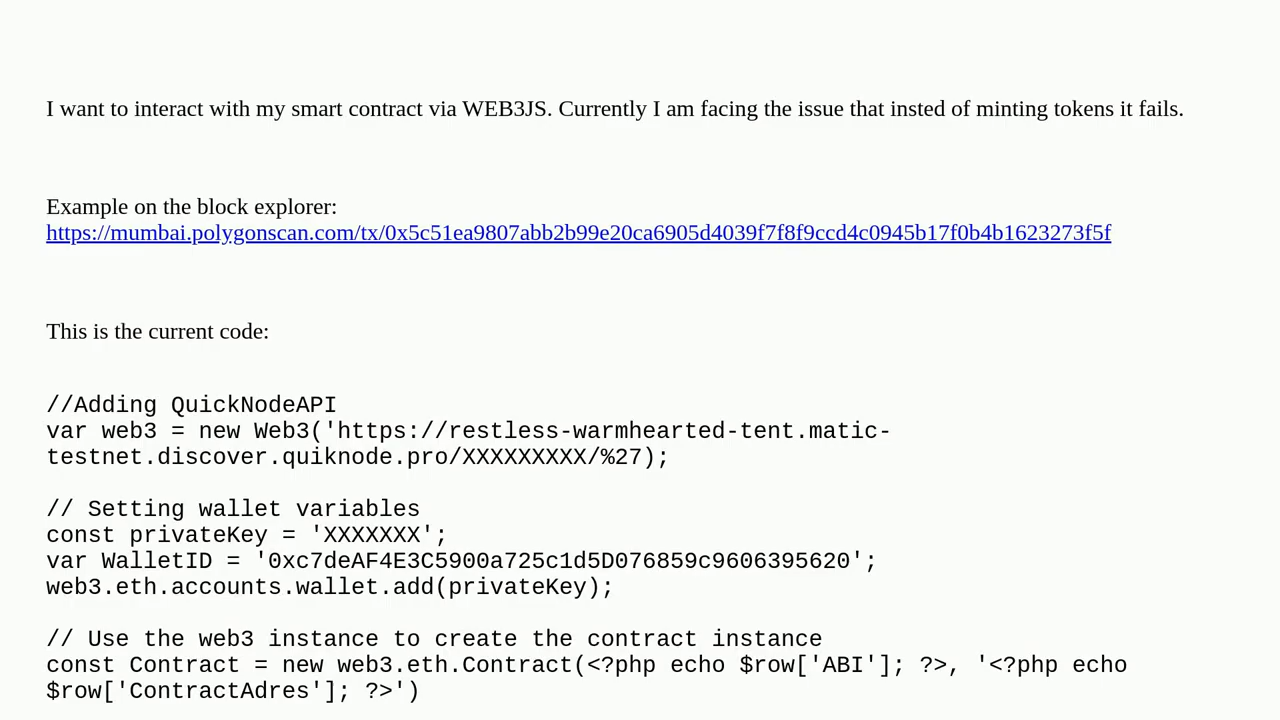 I want to interact with my smart contract via WEB3JS. Currently I am facing the issue that insted of minting tokens it fails.
Example on the block explorer:
https://mumbai.polygonscan.com/tx/0x5c51ea9807abb2b99e20ca6905d4039f7f8f9ccd4c0945b17f0b4b1623273f5f
This is the current code:
//Adding QuickNodeAPI
var web3 = new Web3('https://restless-warmhearted-tent.matic-
testnet.discover.quiknode.pro/XXXXXXXXX/%27);
// Setting wallet variables
const privateKey = 'XXXXXXX';
var WalletID = '0xc7deAF4E3C5900a725c1d5D076859c9606395620';
web3.eth.accounts.wallet.add(privateKey);
// Use the web3 instance to create the contract instance
const Contract = new web3.eth.Contract(<?php echo $row['ABI']; ?>, '<?php echo
$row['ContractAdres']; ?>')